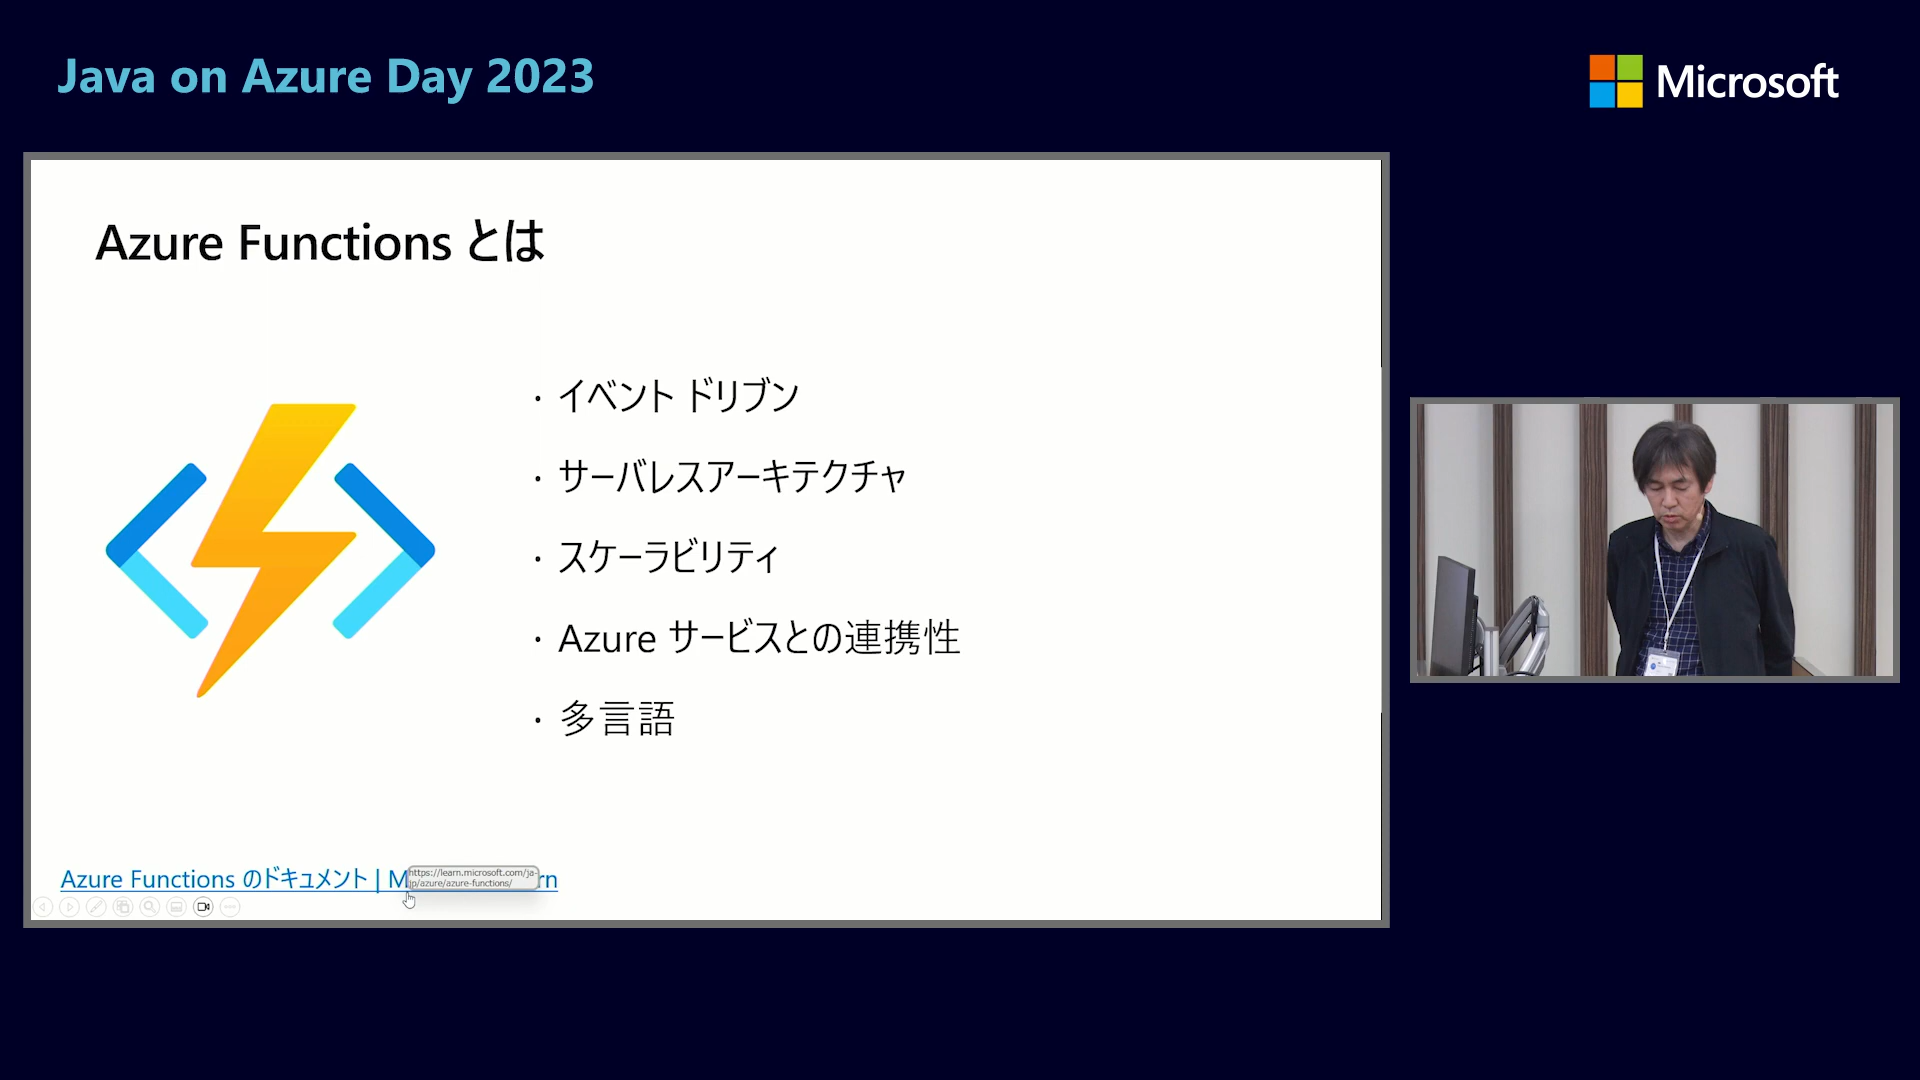 Java on Azure Day 2023
Microsoft
Azure Functions とは
・イベント ドリブン
・サーバレスアーキテクチャ
・スケーラビリティ
・Azure サービスとの連携性
・多言語
Azure Functions のドキュメント | M rn
https://learn.microsoft.com/ja-
jp/azure/azure-functions/